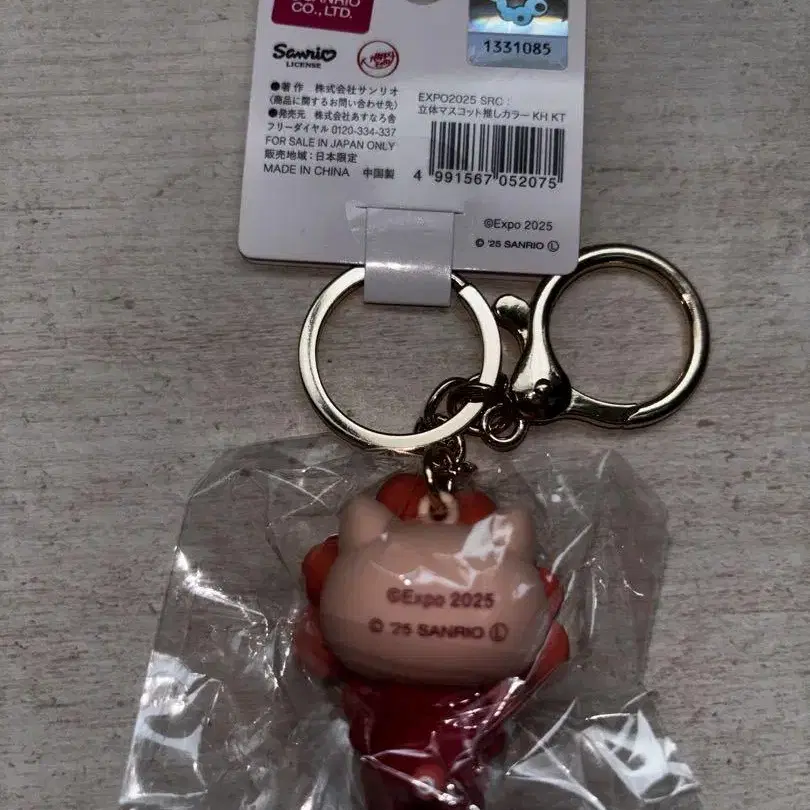 SANRIO
CO., LTD.
1331085
Sanrio
LICENSE
●著作 株式会社サンリオ
(商品に関するお問い合わせ先)
●発売元 株式会社あすなろ舎
フリーダイヤル 0120-334-337
FOR SALE IN JAPAN ONLY
販売地域:日本限定
MADE IN CHINA 中国製
EXPO2025 SRC :
立体マスコット推しカラー KH KT
4 991567 052075
©Expo 2025
© '25 SANRIO Ⓛ
©Expo 2025
© '25 SANRIO Ⓛ